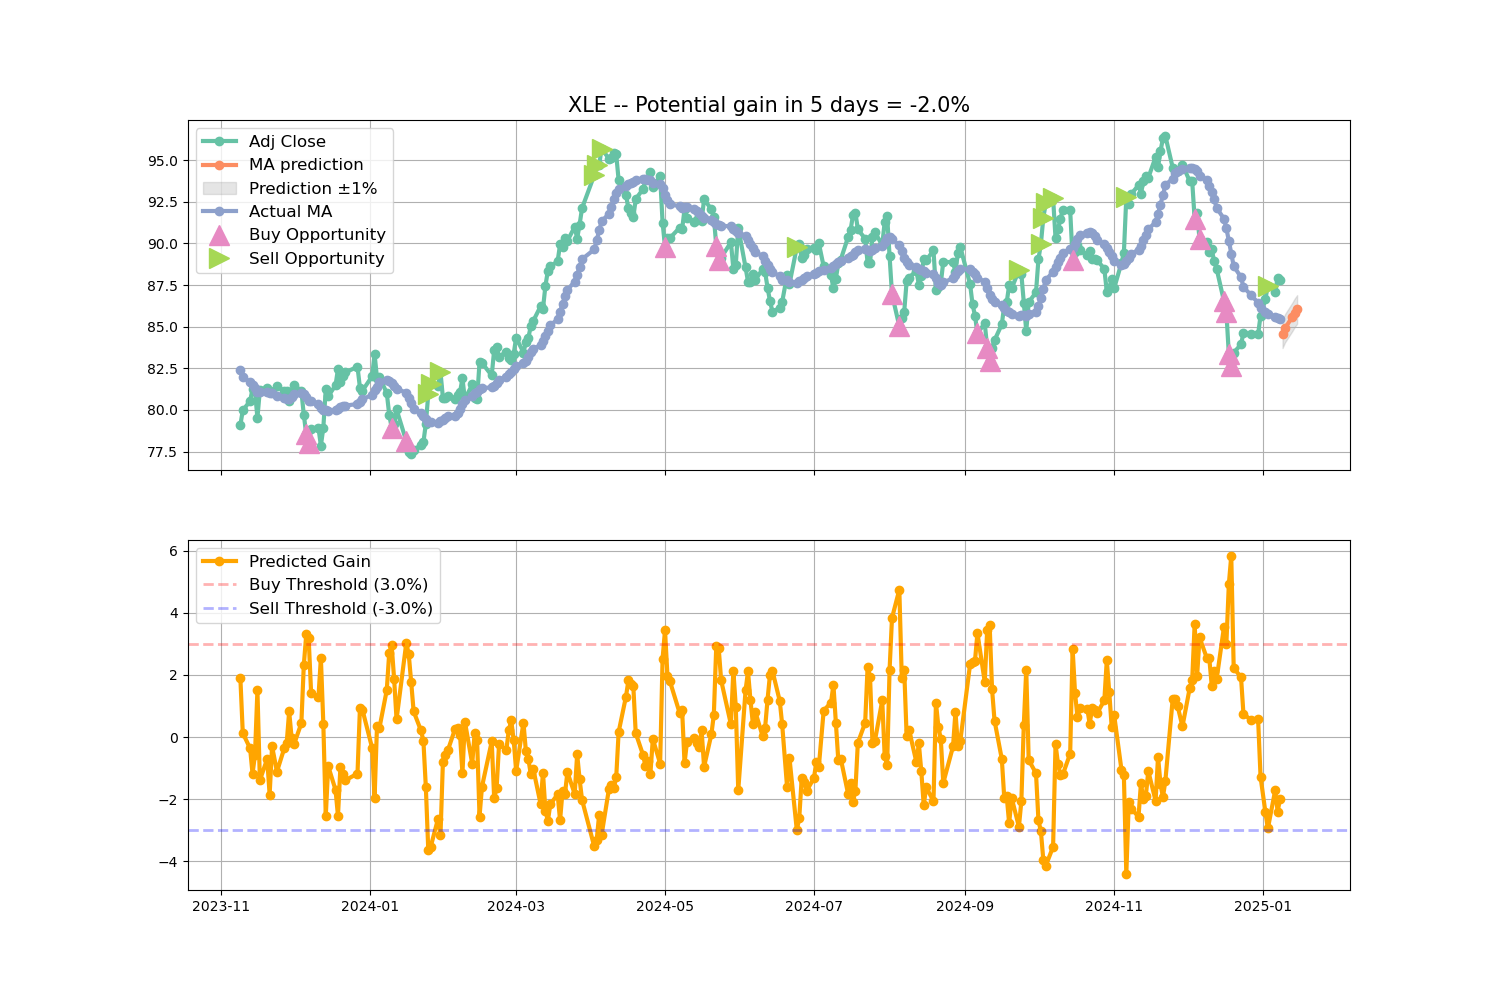 XLE -- Potential gain in 5 days = -2.0%
Adj Close
MA prediction
Prediction ±1%
Actual MA
Buy Opportunity
Sell Opportunity
95.0
92.5
90.0
87.5
85.0
82.5
80.0
77.5
Predicted Gain
Buy Threshold (3.0%)
Sell Threshold (-3.0%)
6
4
2
0
−2
−4
2023-11
2024-01
2024-03
2024-05
2024-07
2024-09
2024-11
2025-01